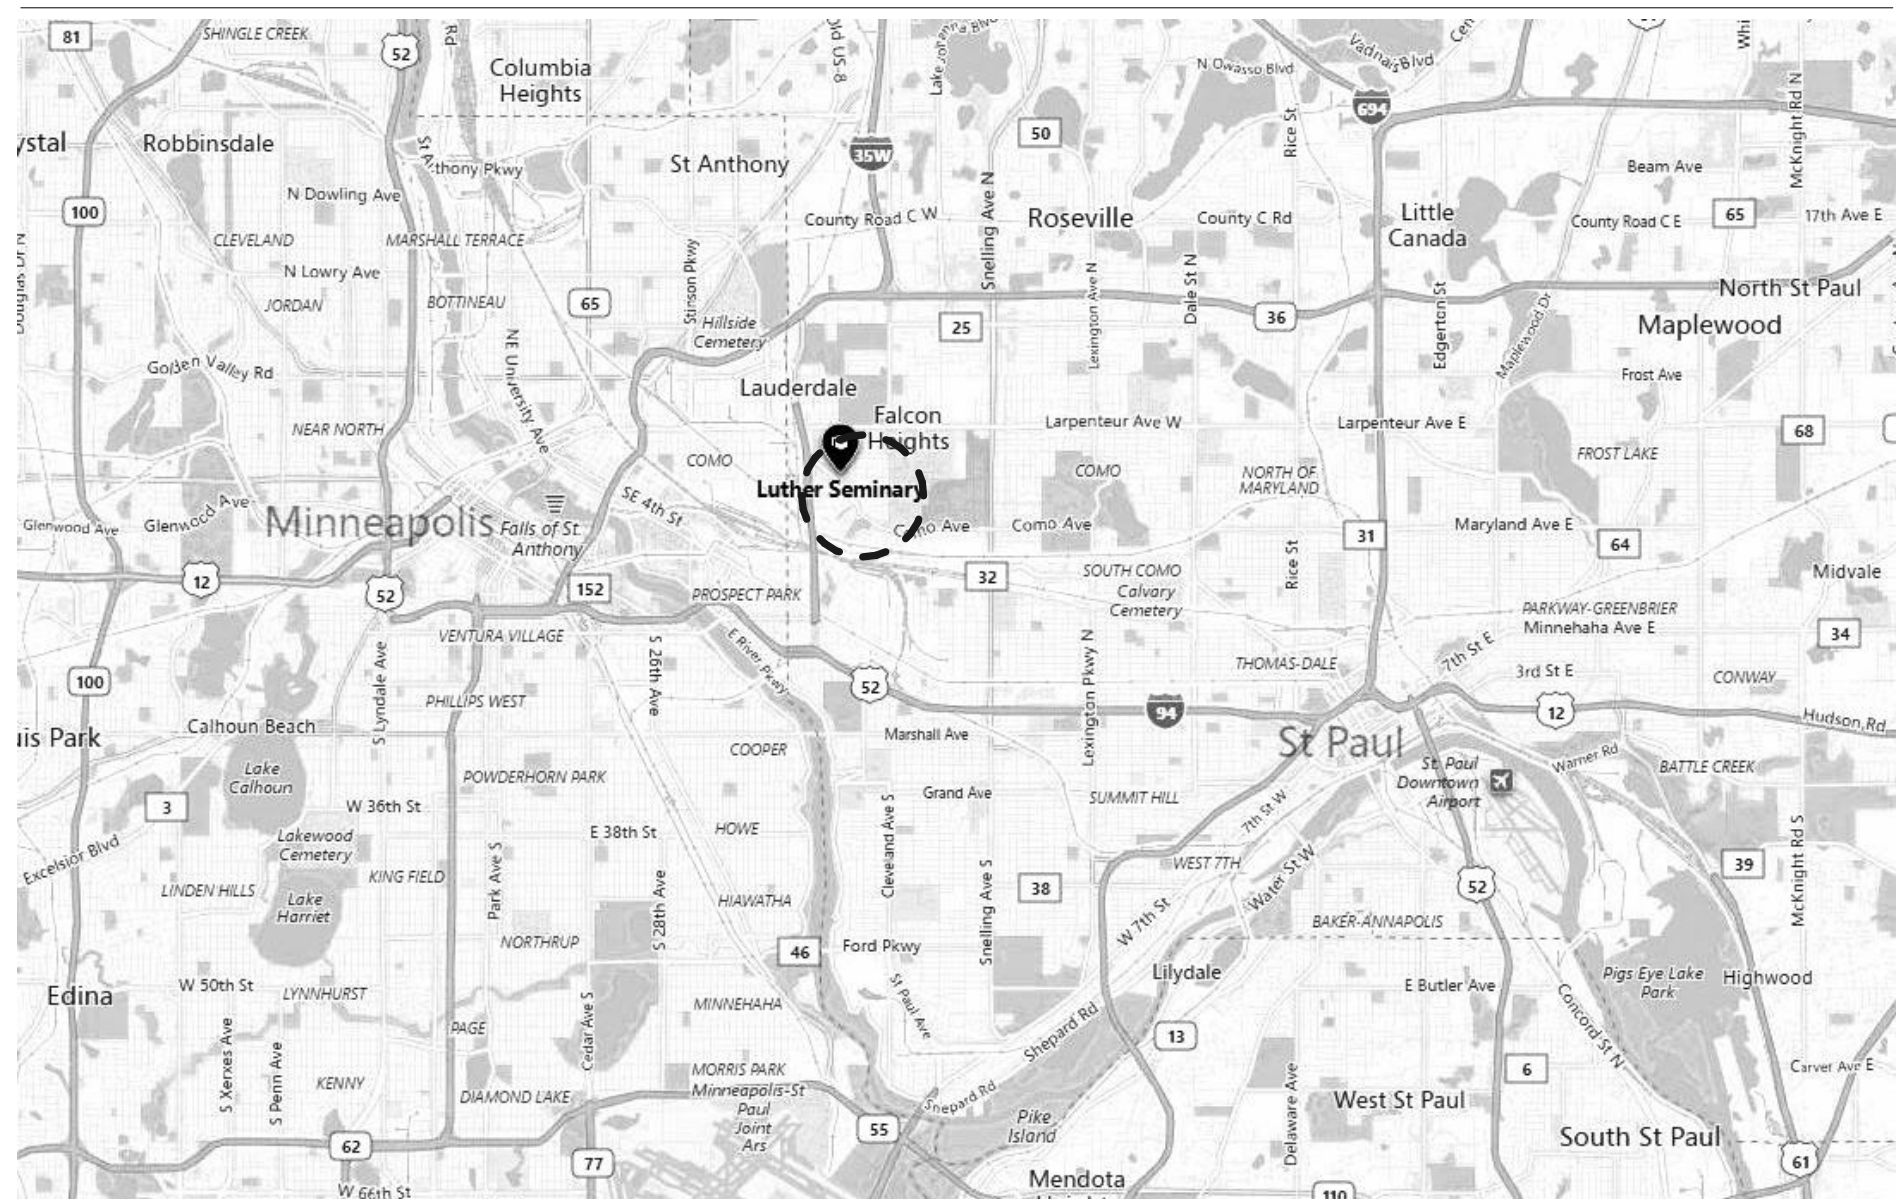 81
SHINGLE CREEK
52
Rd
Columbia
Heights
Old US-8
N Owasso Blvd
Vadnais Blvd
694
Rice St
McKnight Rd N
Robbinsdale
St Anthony Pkwy
St Anthony
35W
50
Beam Ave
N Dowling Ave
100
County Road C W
Snelling Ave N
Roseville
County C Rd
Little
Canada
County Road C E
65
17th Ave E
CLEVELAND
MARSHALL TERRACE
Stinson Pkwy
N Lowry Ave
JORDAN
BOTTINEAU
65
Lexington Ave N
Dale St N
36
Edgerton St
Maplewood Dr
North St Paul
Maplewood
Hillside
Cemetery
25
NE University Ave
Golden Valley Rd
Lauderdale
Frost Ave
Falcon
Heights
Larpenteur Ave W
Larpenteur Ave E
68
NEAR NORTH
COMO
COMO
NORTH OF
MARYLAND
FROST LAKE
Luther Seminary
SE 4th St
Glenwood Ave
Glenwood Ave
Minneapolis
Falls of St.
Anthony
Como Ave
Como Ave
31
Maryland Ave E
64
12
52
152
32
SOUTH COMO
Calvary
Cemetery
Rice St
Midvale
PROSPECT PARK
PARKWAY-GREENBRIER
Minnehaha Ave E
34
VENTURA VILLAGE
E River Pkwy
S 26th Ave
S Lyndale Ave
Lexington Pkwy N
THOMAS-DALE
7th St E
3rd St E
CONWAY
100
52
PHILLIPS WEST
94
12
Hudson Rd
Calhoun Beach
Marshall Ave
St Paul
uis Park
COOPER
Warner Rd
Lake
Calhoun
POWDERHORN PARK
St. Paul
Downtown
Airport
BATTLE CREEK
3
W 36th St
Grand Ave
SUMMIT HILL
7th St W
Lakewood
Cemetery
E 38th St
HOWE
Cleveland Ave S
Excelsior Blvd
WEST 7TH
39
McKnight Rd S
LINDEN HILLS
KING FIELD
Park Ave S
Lake
Harriet
S 28th Ave
HIAWATHA
Snelling Ave S
38
Water St W
52
W 7th St
BAKER-ANNAPOLIS
NORTHRUP
46
Ford Pkwy
Lilydale
Pigs Eye Lake
Park
Highwood
W 50th St
LYNNHURST
E Butler Ave
Edina
MINNEHAHA
St Paul Ave
Concord St N
PAGE
Cedar Ave S
Shepard Rd
13
S Xerxes Ave
S Penn Ave
KENNY
MORRIS PARK
6
Carver Ave E
DIAMOND LAKE
Minneapolis-St
Paul
Joint
Ars
Shepard Rd
Delaware Ave
West St Paul
Pike
Island
55
South St Paul
62
77
61
Mendota
W 66th St
110